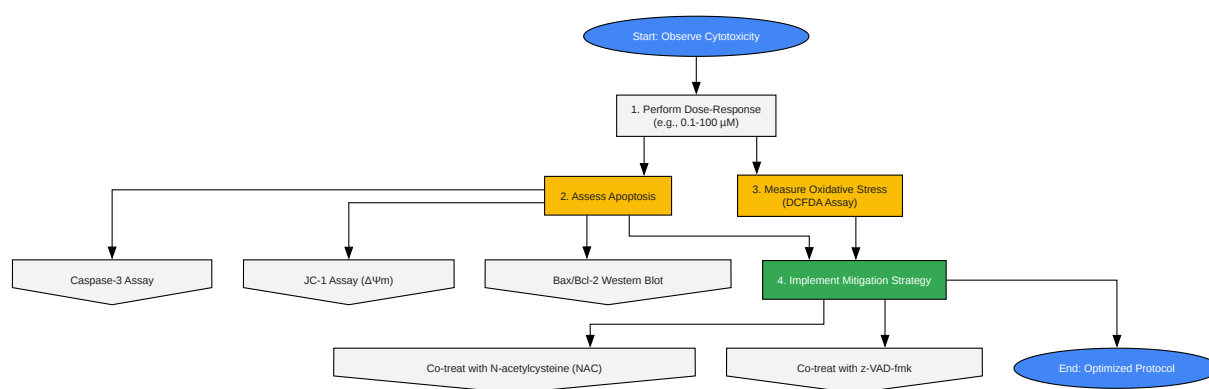 Start: Observe Cytotoxicity
1. Perform Dose-Response
(e.g., 0.1-100 µM)
2. Assess Apoptosis
3. Measure Oxidative Stress
(DCFDA Assay)
Caspase-3 Assay
JC-1 Assay (ΔΨm)
Bax/Bcl-2 Western Blot
4. Implement Mitigation Strategy
Co-treat with N-acetylcysteine (NAC)
Co-treat with z-VAD-fmk
End: Optimized Protocol